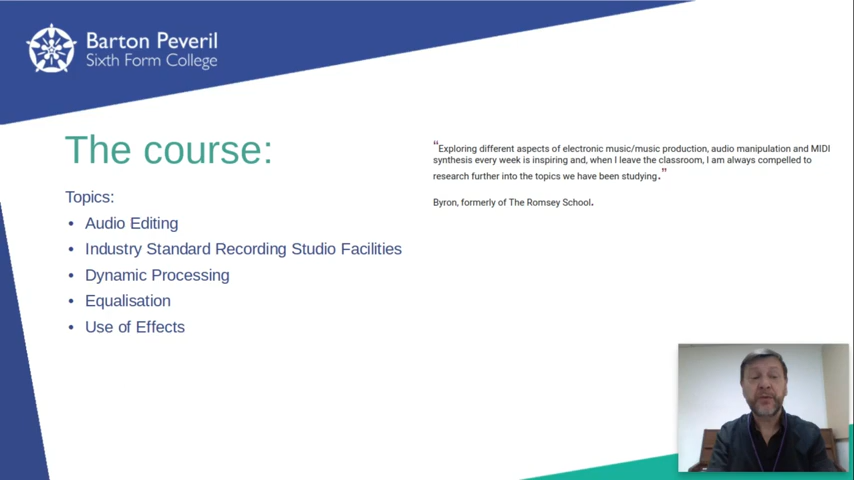 Barton Peveril
Sixth Form College
The course:
Topics:
• Audio Editing
• Industry Standard Recording Studio Facilities
• Dynamic Processing
• Equalisation
• Use of Effects
“Exploring different aspects of electronic music/music production, audio manipulation and MIDI
synthesis every week is inspiring and, when I leave the classroom, I am always compelled to
research further into the topics we have been studying.”
Byron, formerly of The Romsey School.